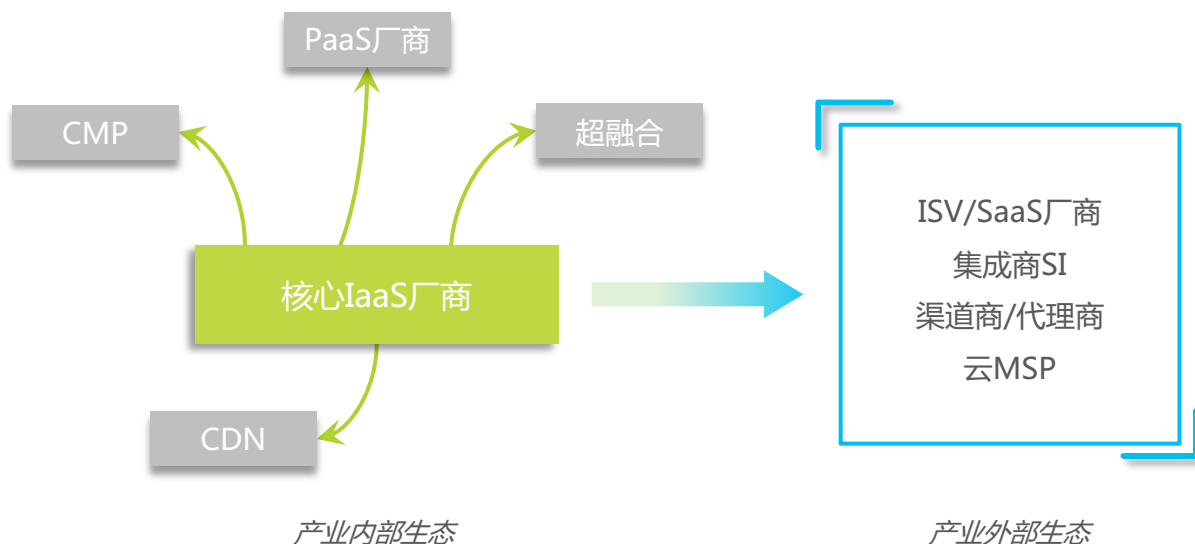 PaaS厂商
CMP
超融合
核心IaaS厂商
CDN
产业内部生态
ISV/SaaS厂商
集成商SI
渠道商/代理商
云MSP
产业外部生态